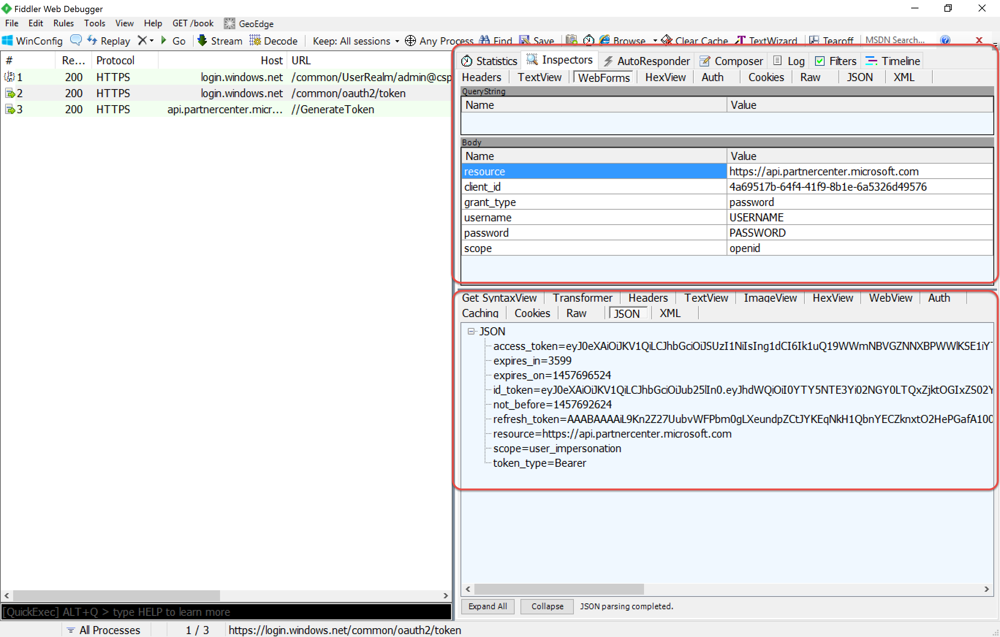 Fiddler Web Debugger
File Edit Rules Tools View Help GET /book GeoEdge
WinConfig Replay Go Stream Decode Keep: All sessions Any Process Find Save Browse Clear Cache TextWizard Tearoff MSDN Search...
# Re... Protocol Host URL
1 200 HTTPS login.windows.net /common/UserRealm/admin@csp
2 200 HTTPS login.windows.net /common/oauth2/token
3 200 HTTPS api.partnercenter.micr... //GenerateToken
Statistics Inspectors AutoResponder Composer Log Filters Timeline
Headers TextView WebForms HexView Auth Cookies Raw JSON XML
QueryString
Name Value
Body
Name Value
resource https://api.partnercenter.microsoft.com
client_id 4a69517b-64f4-41f9-8b1e-6a5326d49576
grant_type password
username USERNAME
password PASSWORD
scope openid
Get SyntaxView Transformer Headers TextView ImageView HexView WebView Auth
Caching Cookies Raw JSON XML
JSON
access_token=eyJ0eXAiOiJKV1QiLCJhbGciOiJSUzI1NiIsIng1dCI6Ik1uQ19WWmNBVGZNNXBPWWlKSE1iY
expires_in=3599
expires_on=1457696524
id_token=eyJ0eXAiOiJKV1QiLCJhbGciOiJub25lIn0.eyJhdWQiOiI0YTY5NTE3Yi02NGY0LTQxZjktOGIxZS02Y
not_before=1457692624
refresh_token=AAABAAAAiL9Kn2Z27UubvWFPbm0gLXeundpZCtJYKEqNkH1QbnYECZknxtO2HePGafA100
resource=https://api.partnercenter.microsoft.com
scope=user_impersonation
token_type=Bearer
Expand All Collapse JSON parsing completed.
[QuickExec] ALT+Q > type HELP to learn more
All Processes 1 / 3 https://login.windows.net/common/oauth2/token